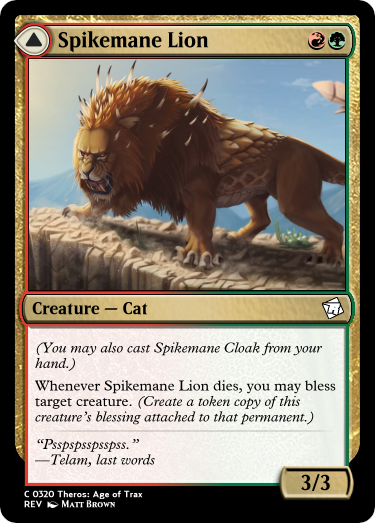 Spikemane Lion
Creature — Cat
(You may also cast Spikemane Cloak from your
hand.)
Whenever Spikemane Lion dies, you may bless
target creature. (Create a token copy of this
creature's blessing attached to that permanent.)
"Psspspsspsspss."
—Telam, last words
3/3
C 0320 Theros: Age of Trax
REV Matt Brown